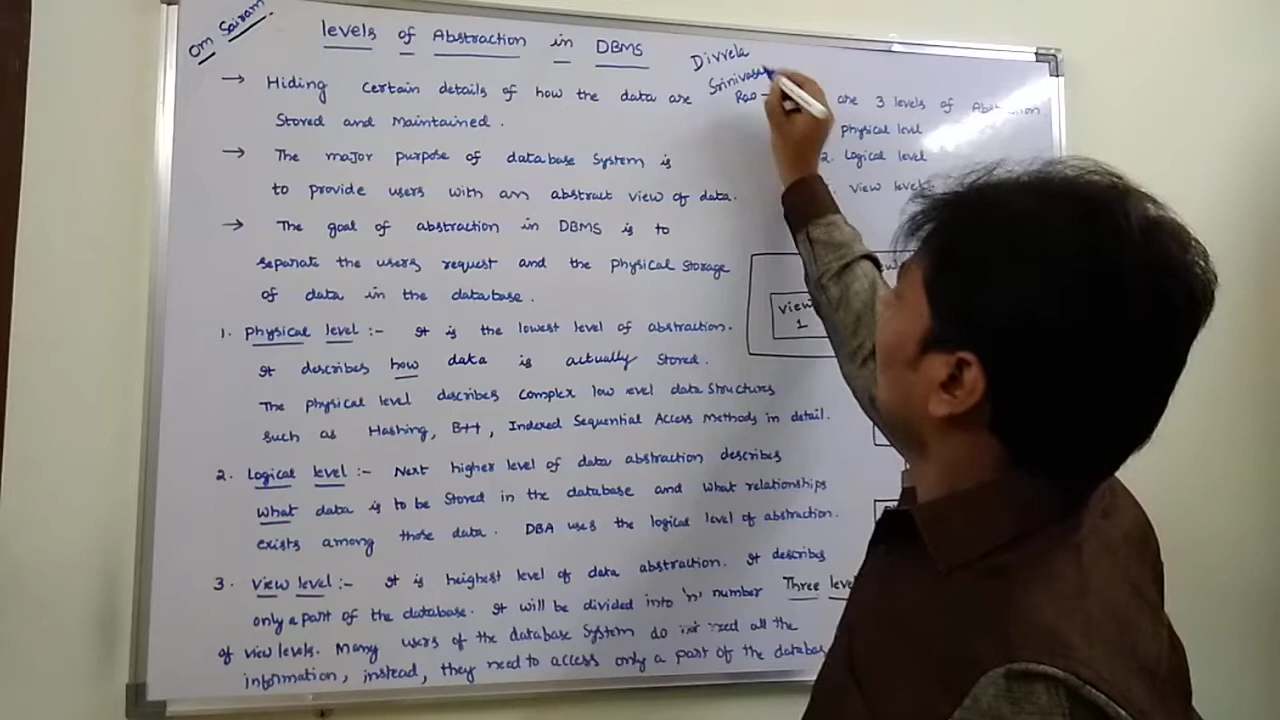 Om Sairam
levels of Abstraction in DBMS
→ Hiding certain details of how the data are
Stored and Maintained.
→ The major purpose of database System is
to provide users with an abstract view of data.
→ The goal of abstraction in DBMS is to
separate the users request and the physical storage
of data in the database.
1. Physical level :- It is the lowest level of abstraction.
It describes how data is actually stored.
The physical level describes complex low level data structures
such as Hashing, B++, Indexed Sequential Access Methods in detail.
2. Logical level :- Next higher level of data abstraction describes
What data is to be stored in the database and what relationships
exists among those data. DBA uses the logical level of abstraction.
3. View level :- It is heighest level of data abstraction. It describes
only a part of the database. It will be divided into 'n' number
of view levels. Many users of the database System do not need all the
information, instead, they need to access only a part of the databas
Divvela
Srinivasa
Rao
are 3 levels of
physical level
2. Logical level
view level
view
1
Three level